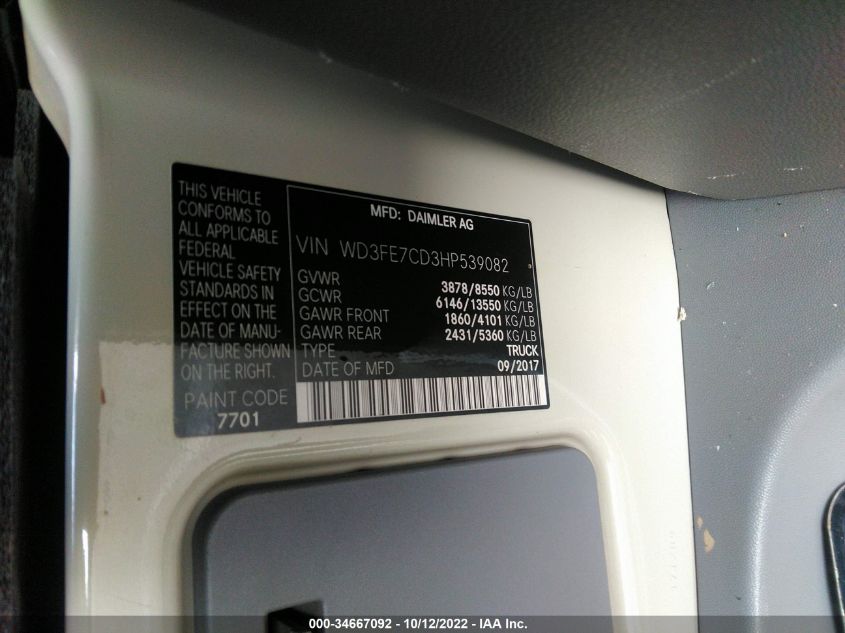 THIS VEHICLE
CONFORMS TO
ALL APPLICABLE
FEDERAL
VEHICLE SAFETY
STANDARDS IN
EFFECT ON THE
DATE OF MANU-
FACTURE SHOWN
ON THE RIGHT.
PAINT CODE
7701
MFD: DAIMLER AG
VIN WD3FE7CD3HP539082
GVWR 3878/8550 KG/LB
GCWR 6146/13550 KG/LB
GAWR FRONT 1860/4101 KG/LB
GAWR REAR 2431/5360 KG/LB
TYPE TRUCK
DATE OF MFD 09/2017
000-34667092 - 10/12/2022 - IAA Inc.